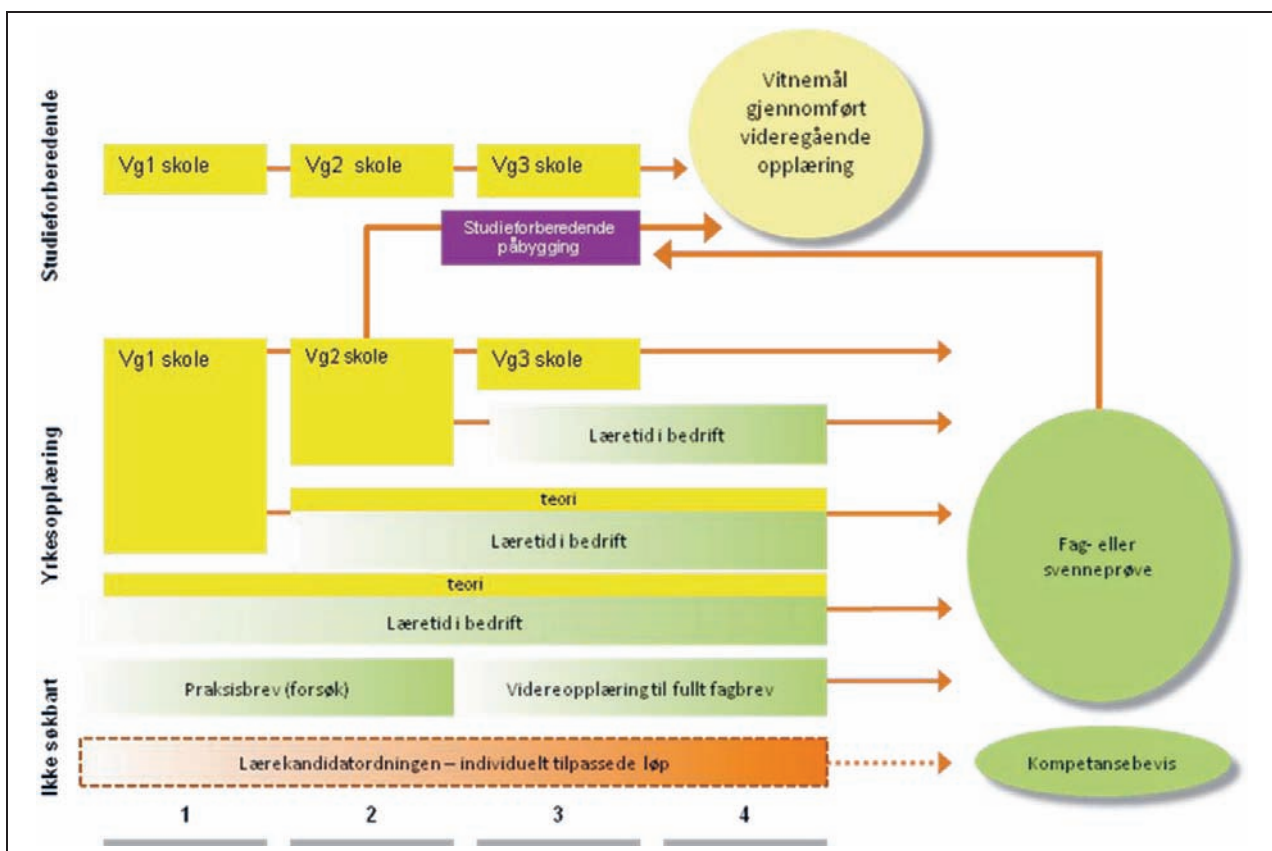 Studieforberedende
Vg1 skole
Vg2 skole
Vg3 skole
Vitnemål
gjennomført
videregående
opplæring
Studieforberedende
påbygging
Yrkesopplæring
Vg1 skole
Vg2 skole
Vg3 skole
Læretid i bedrift
teori
Læretid i bedrift
teori
Læretid i bedrift
Fag- eller
svenneprøve
Ikke søkbart
Praksisbrev (forsøk)
Videreopplæring til fullt fagbrev
Lærekandidatordningen – individuelt tilpassede løp
Kompetansebevis
1
2
3
4